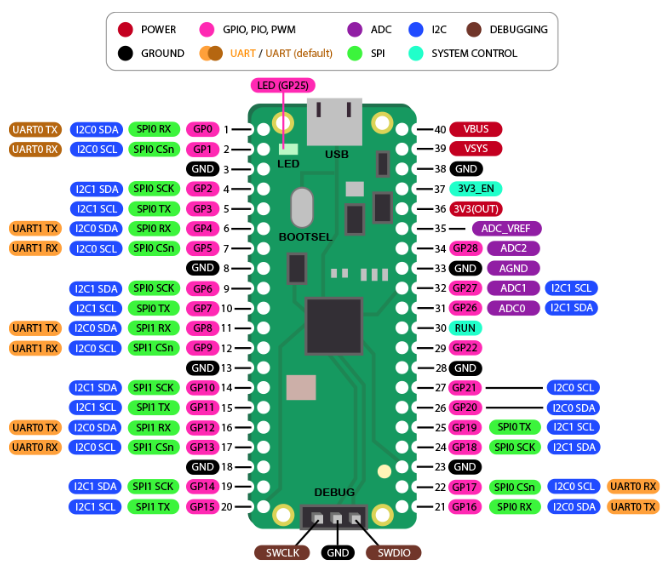 POWER GPIO, PIO, PWM ADC I2C DEBUGGING
GROUND UART / UART (default) SPI SYSTEM CONTROL
LED (GP25)
UART0 TX I2C0 SDA SPI0 RX GP0 1 40 VBUS
UART0 RX I2C0 SCL SPI0 CSn GP1 2 USB 39 VSYS
GND 3 LED 38 GND
I2C1 SDA SPI0 SCK GP2 4 37 3V3_EN
I2C1 SCL SPI0 TX GP3 5 36 3V3(OUT)
UART1 TX I2C0 SDA SPI0 RX GP4 6 35 ADC_VREF
BOOTSEL
UART1 RX I2C0 SCL SPI0 CSn GP5 7 34 GP28 ADC2
GND 8 33 GND AGND
I2C1 SDA SPI0 SCK GP6 9 32 GP27 ADC1 I2C1 SCL
I2C1 SCL SPI0 TX GP7 10 31 GP26 ADC0 I2C1 SDA
UART1 TX I2C0 SDA SPI1 RX GP8 11 30 RUN
UART1 RX I2C0 SCL SPI1 CSn GP9 12 29 GP22
GND 13 28 GND
I2C1 SDA SPI1 SCK GP10 14 27 GP21 I2C0 SCL
I2C1 SCL SPI1 TX GP11 15 26 GP20 I2C0 SDA
UART0 TX I2C0 SDA SPI1 RX GP12 16 25 GP19 SPI0 TX I2C1 SCL
UART0 RX I2C0 SCL SPI1 CSn GP13 17 24 GP18 SPI0 SCK I2C1 SDA
GND 18 23 GND
I2C1 SDA SPI1 SCK GP14 19 22 GP17 SPI0 CSn I2C0 SCL UART0 RX
DEBUG
I2C1 SCL SPI1 TX GP15 20 21 GP16 SPI0 RX I2C0 SDA UART0 TX
SWCLK GND SWDIO